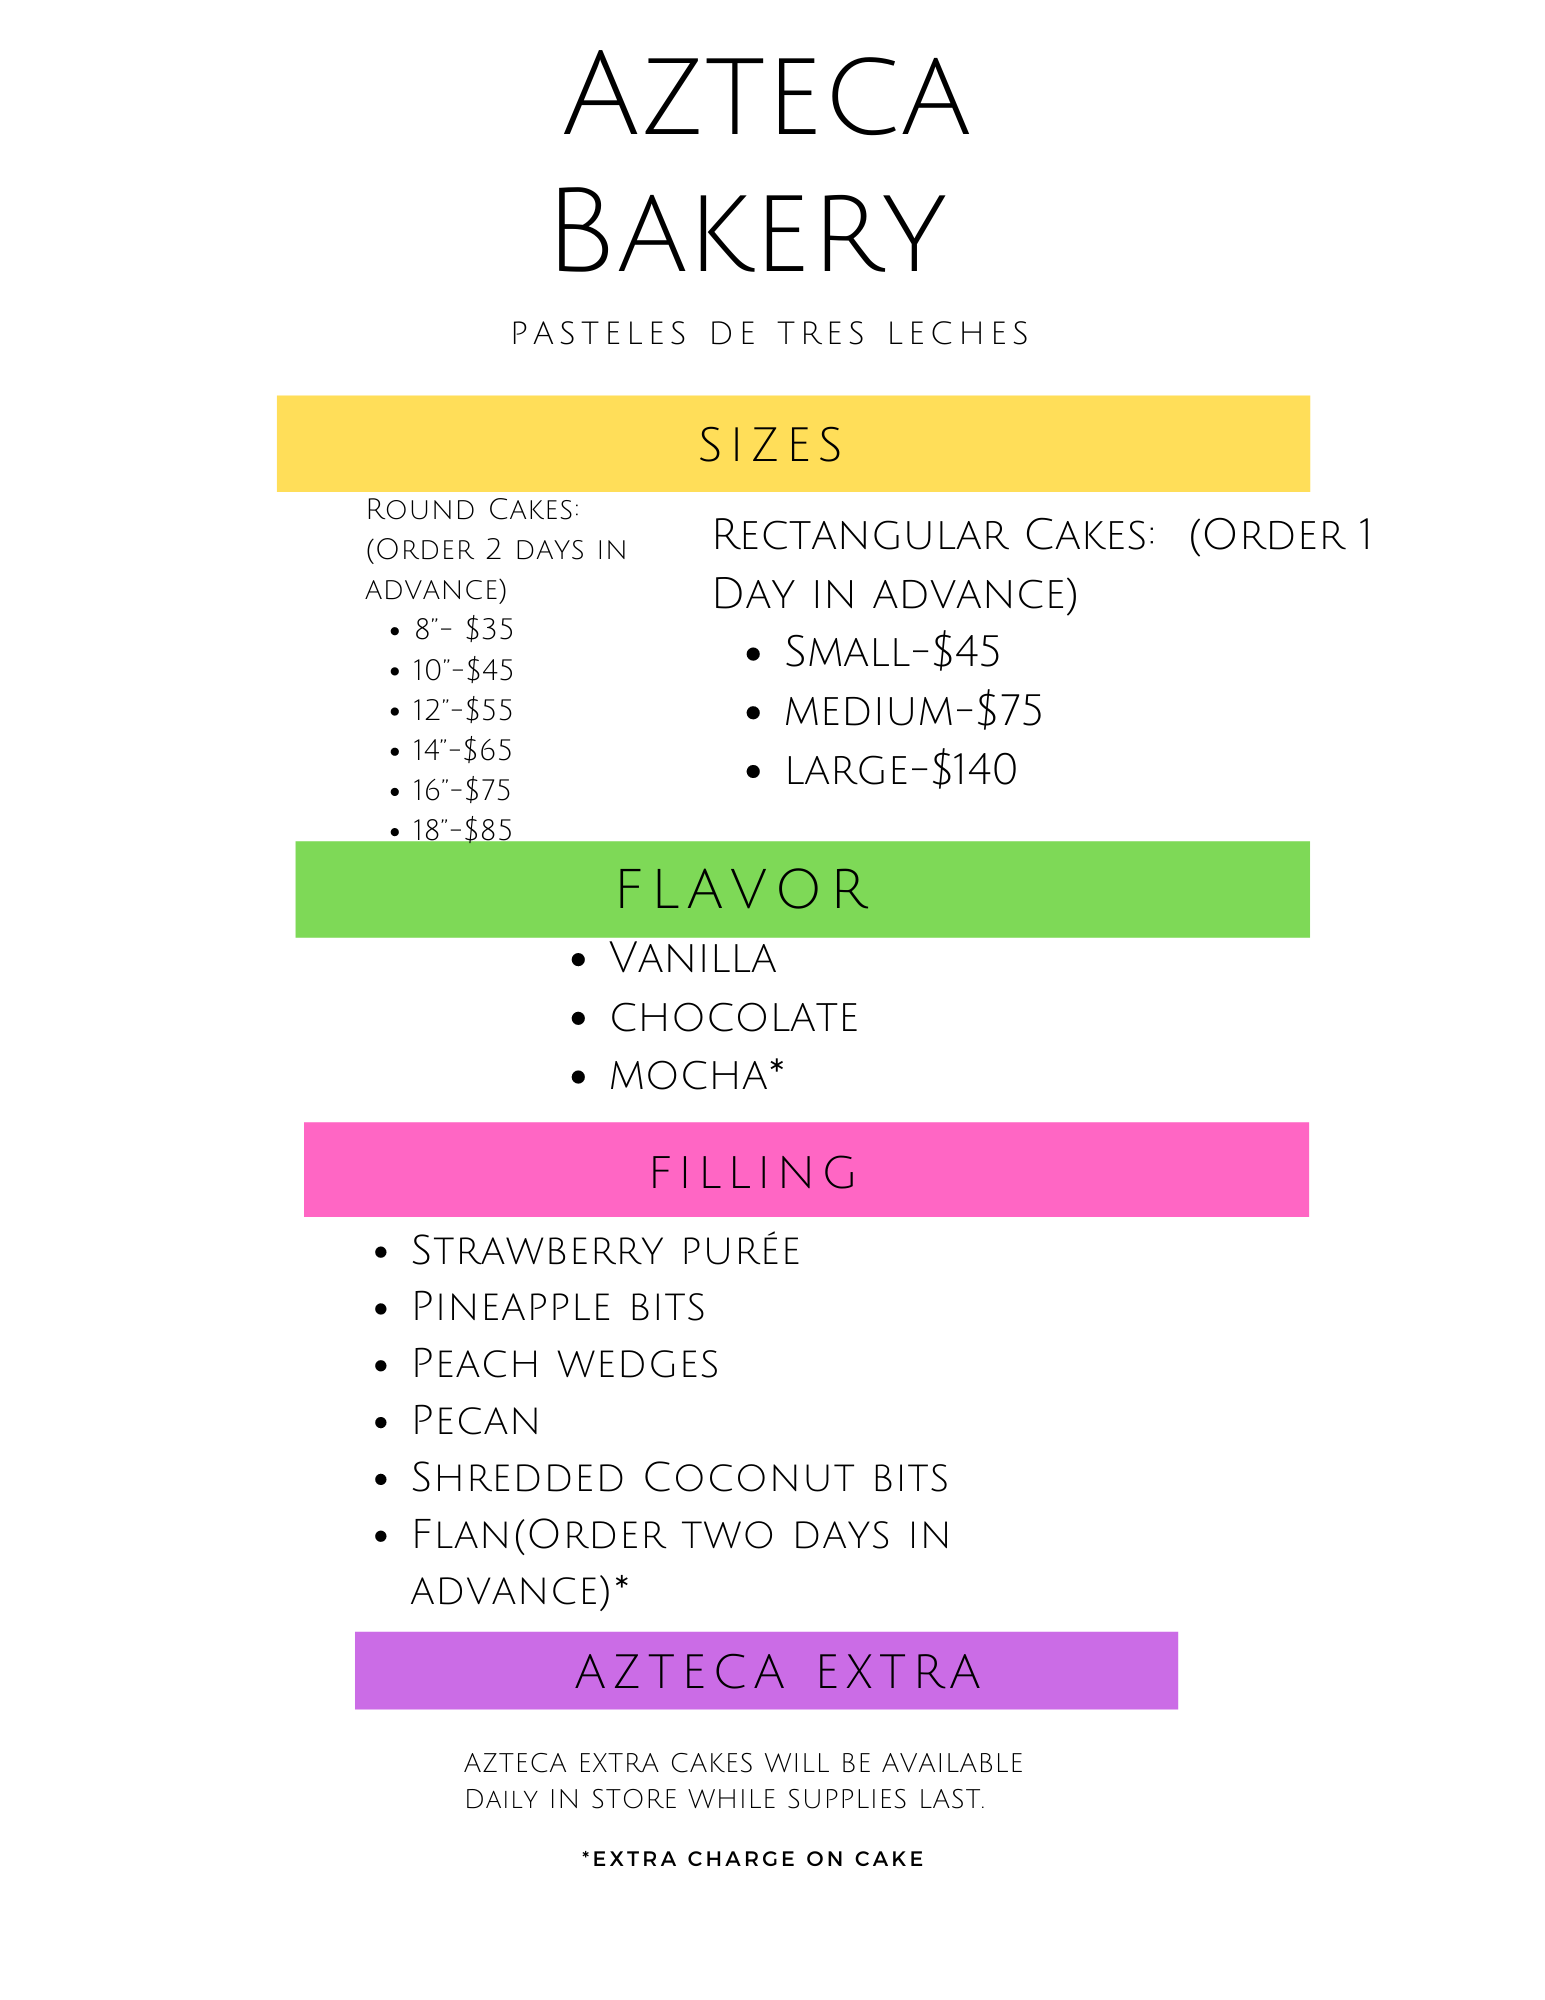 Azteca
Bakery
PASTELES DE TRES LECHES
SIZES
Round Cakes:
(Order 2 days in
advance)
• 8”- $35
• 10”-$45
• 12”-$55
• 14”-$65
• 16”-$75
• 18”-$85
Rectangular Cakes:  (Order 1
Day in advance)
• Small-$45
• medium-$75
• large-$140
FLAVOR
• Vanilla
• chocolate
• mocha*
FILLING
• Strawberry purée
• Pineapple bits
• Peach wedges
• Pecan
• Shredded Coconut bits
• Flan(Order two days in
advance)*
AZTECA EXTRA
AZTECA EXTRA CAKES WILL BE AVAILABLE
Daily IN STORE WHILE SUPPLIES LAST.
*EXTRA CHARGE ON CAKE